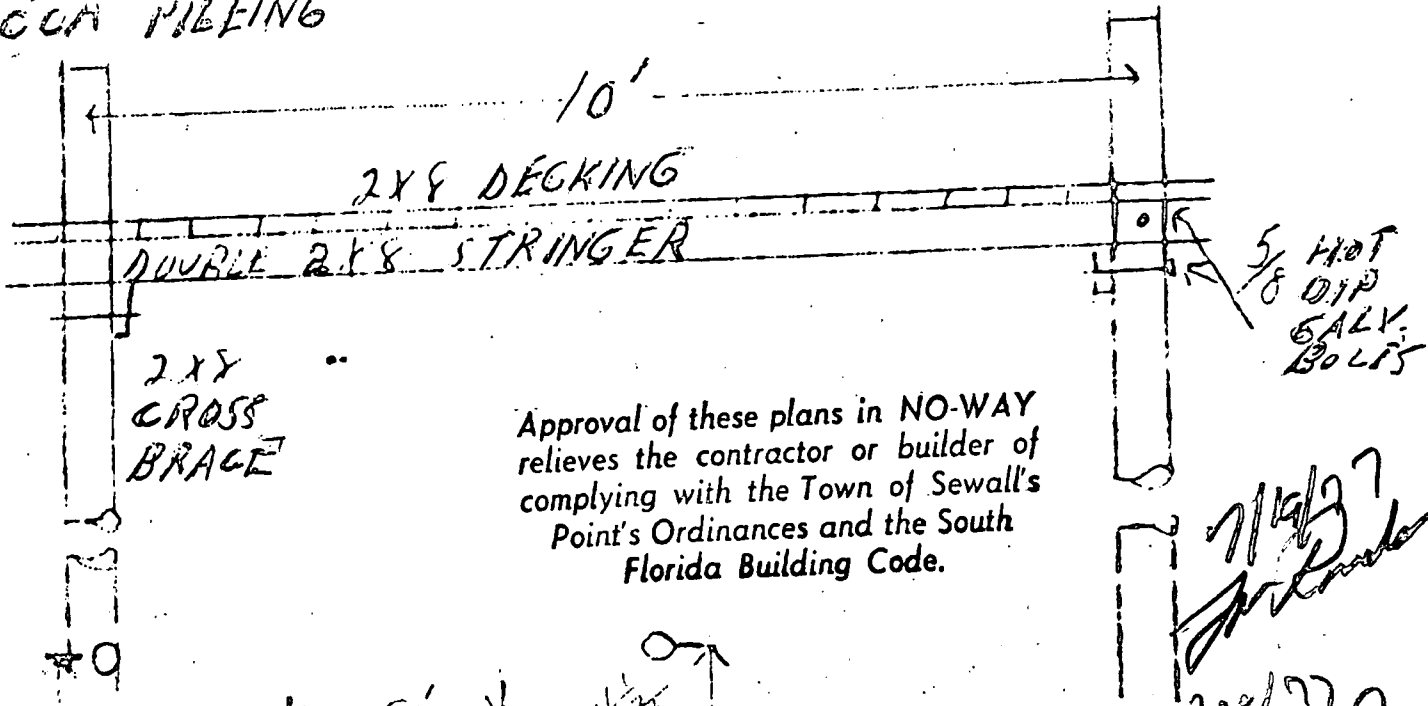 CCA PILEING
10'
2X8 DECKING
DOUBLE 2X8 STRINGER
5/8 HOT
DIP
GALV.
BOLTS
2X8
CROSS
BRACE
Approval of these plans in NO-WAY
relieves the contractor or builder of
complying with the Town of Sewall's
Point's Ordinances and the South
Florida Building Code.